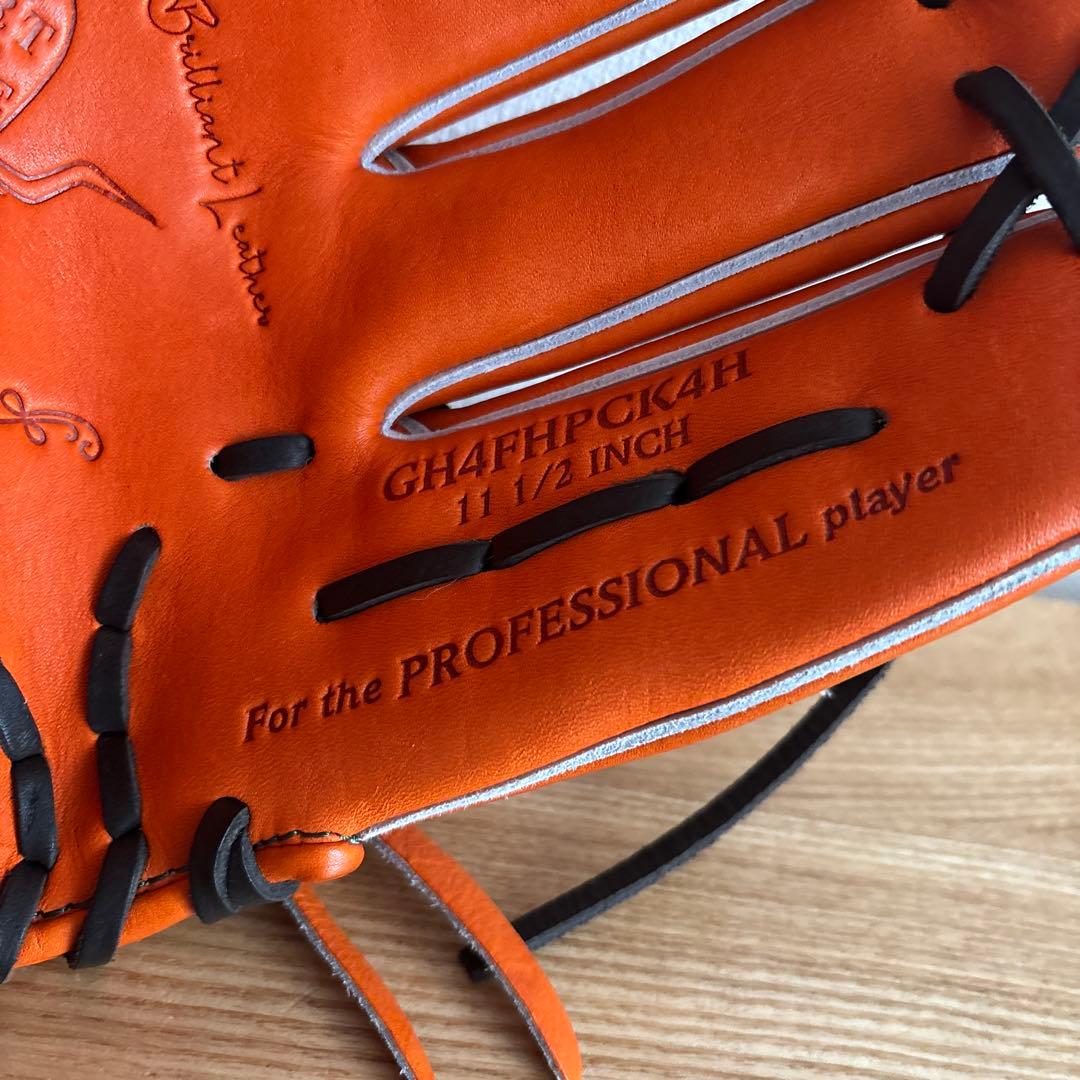 Brilliant Leather
GH4FHPCK4H
11 1/2 INCH
For the PROFESSIONAL player